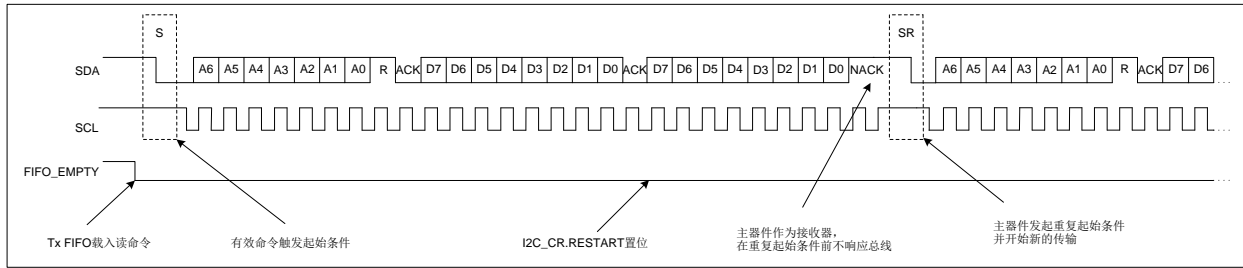 S
SR
SDA
A6 A5 A4 A3 A2 A1 A0 R ACK D7 D6 D5 D4 D3 D2 D1 D0 ACK D7 D6 D5 D4 D3 D2 D1 D0 NACK A6 A5 A4 A3 A2 A1 A0 R ACK D7 D6
SCL
FIFO_EMPTY
Tx FIFO载入读命令
有效命令触发起始条件
I2C_CR.RESTART置位
主器件作为接收器，
在重复起始条件前不响应总线
主器件发起重复起始条件
并开始新的传输